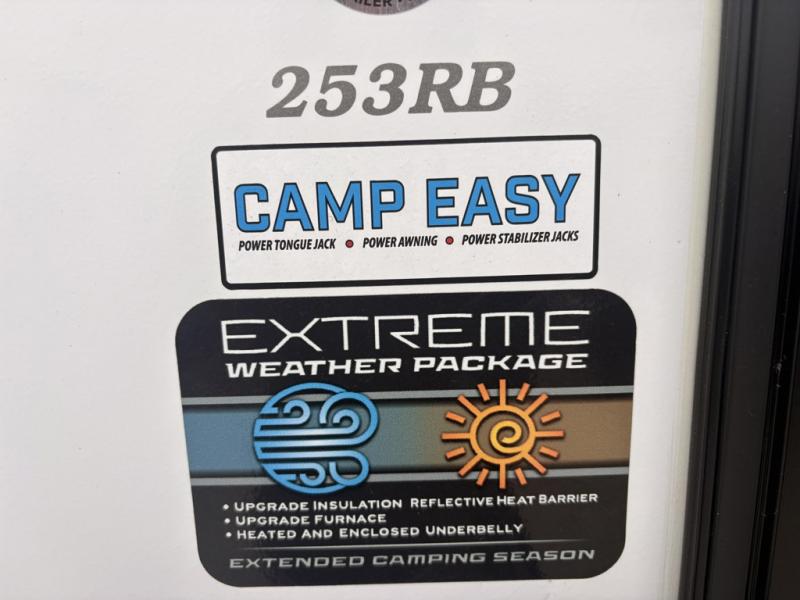 253RB
CAMP EASY
POWER TONGUE JACK • POWER AWNING • POWER STABILIZER JACKS
EXTREME
WEATHER PACKAGE
• UPGRADE INSULATION REFLECTIVE HEAT BARRIER
• UPGRADE FURNACE
• HEATED AND ENCLOSED UNDERBELLY
EXTENDED CAMPING SEASON